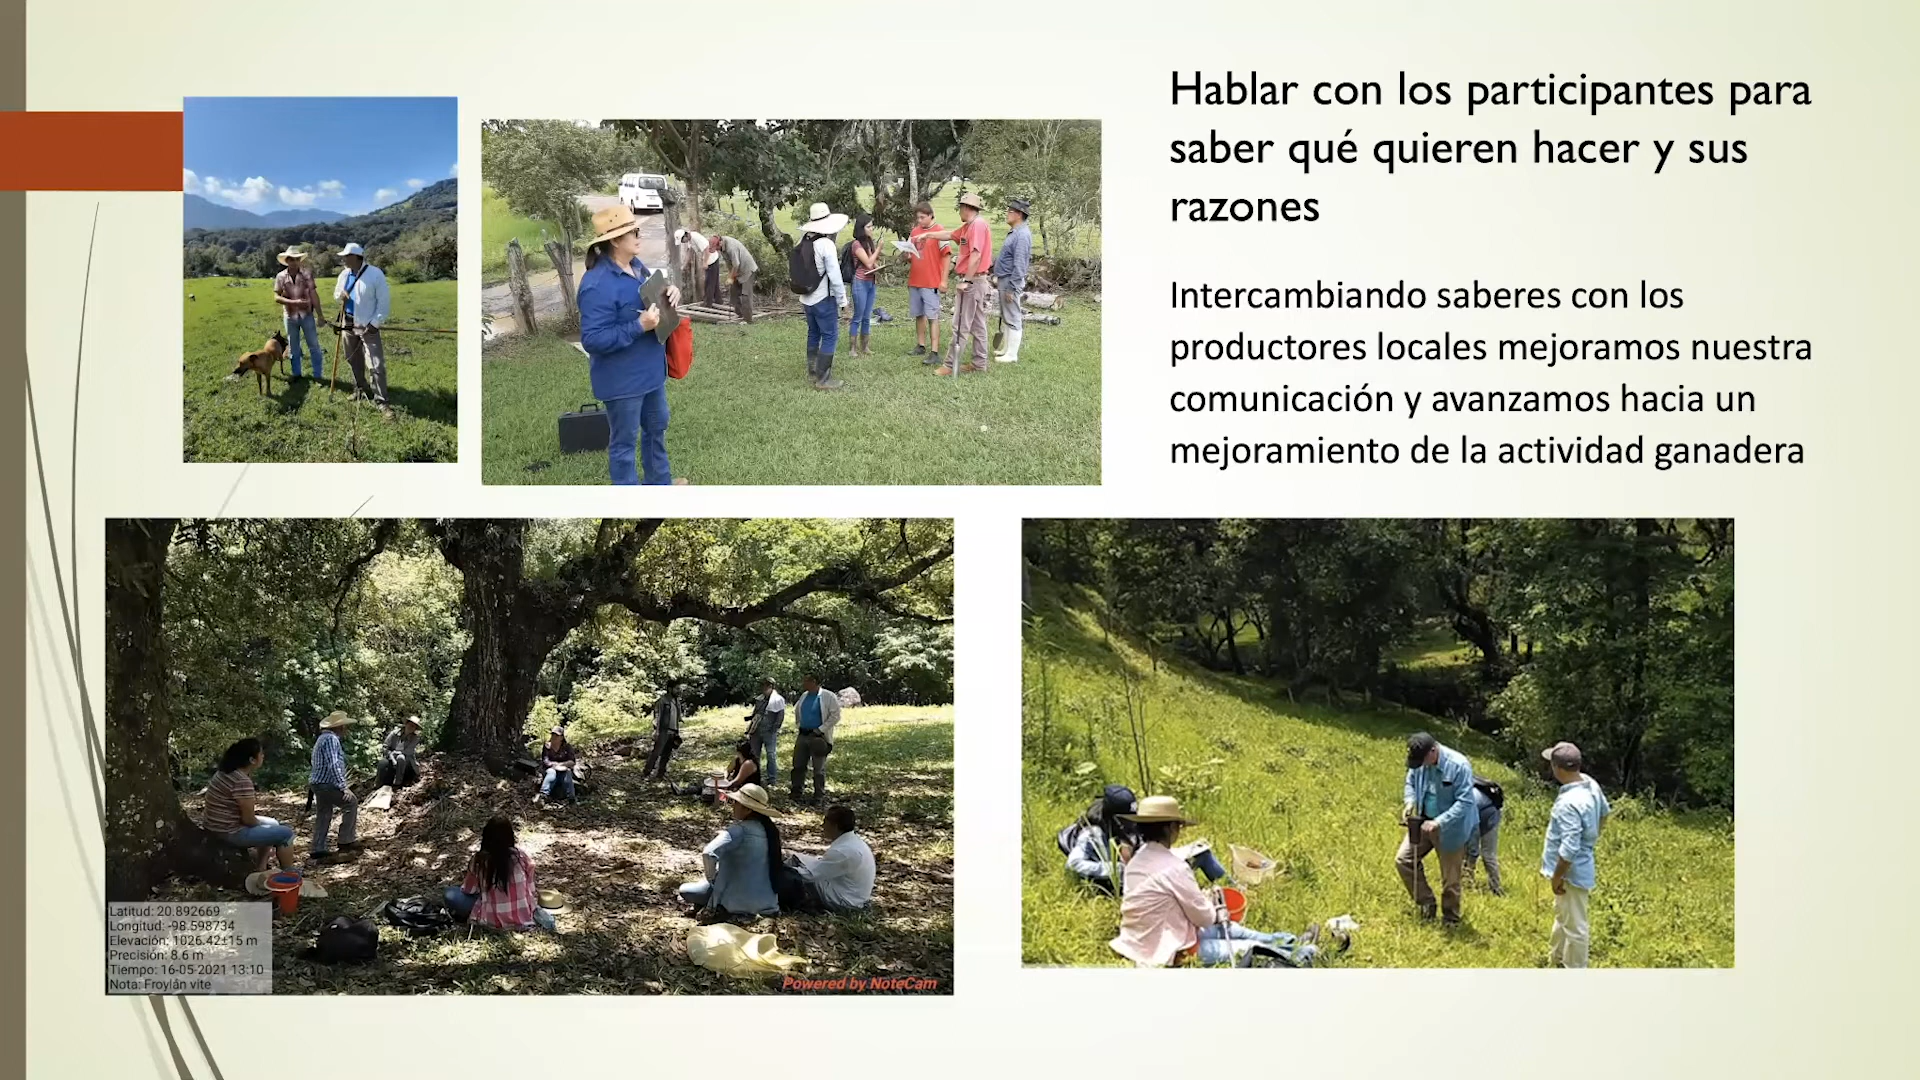 Hablar con los participantes para
saber qué quieren hacer y sus
razones
Intercambiando saberes con los
productores locales mejoramos nuestra
comunicación y avanzamos hacia un
mejoramiento de la actividad ganadera
Latitud: 20.892669
Longitud: -98.598734
Elevación: 1026.42±15 m
Precisión: 8.6 m
Tiempo: 16-05-2021 13:10
Nota: Froylán vite
Powered by NoteCam